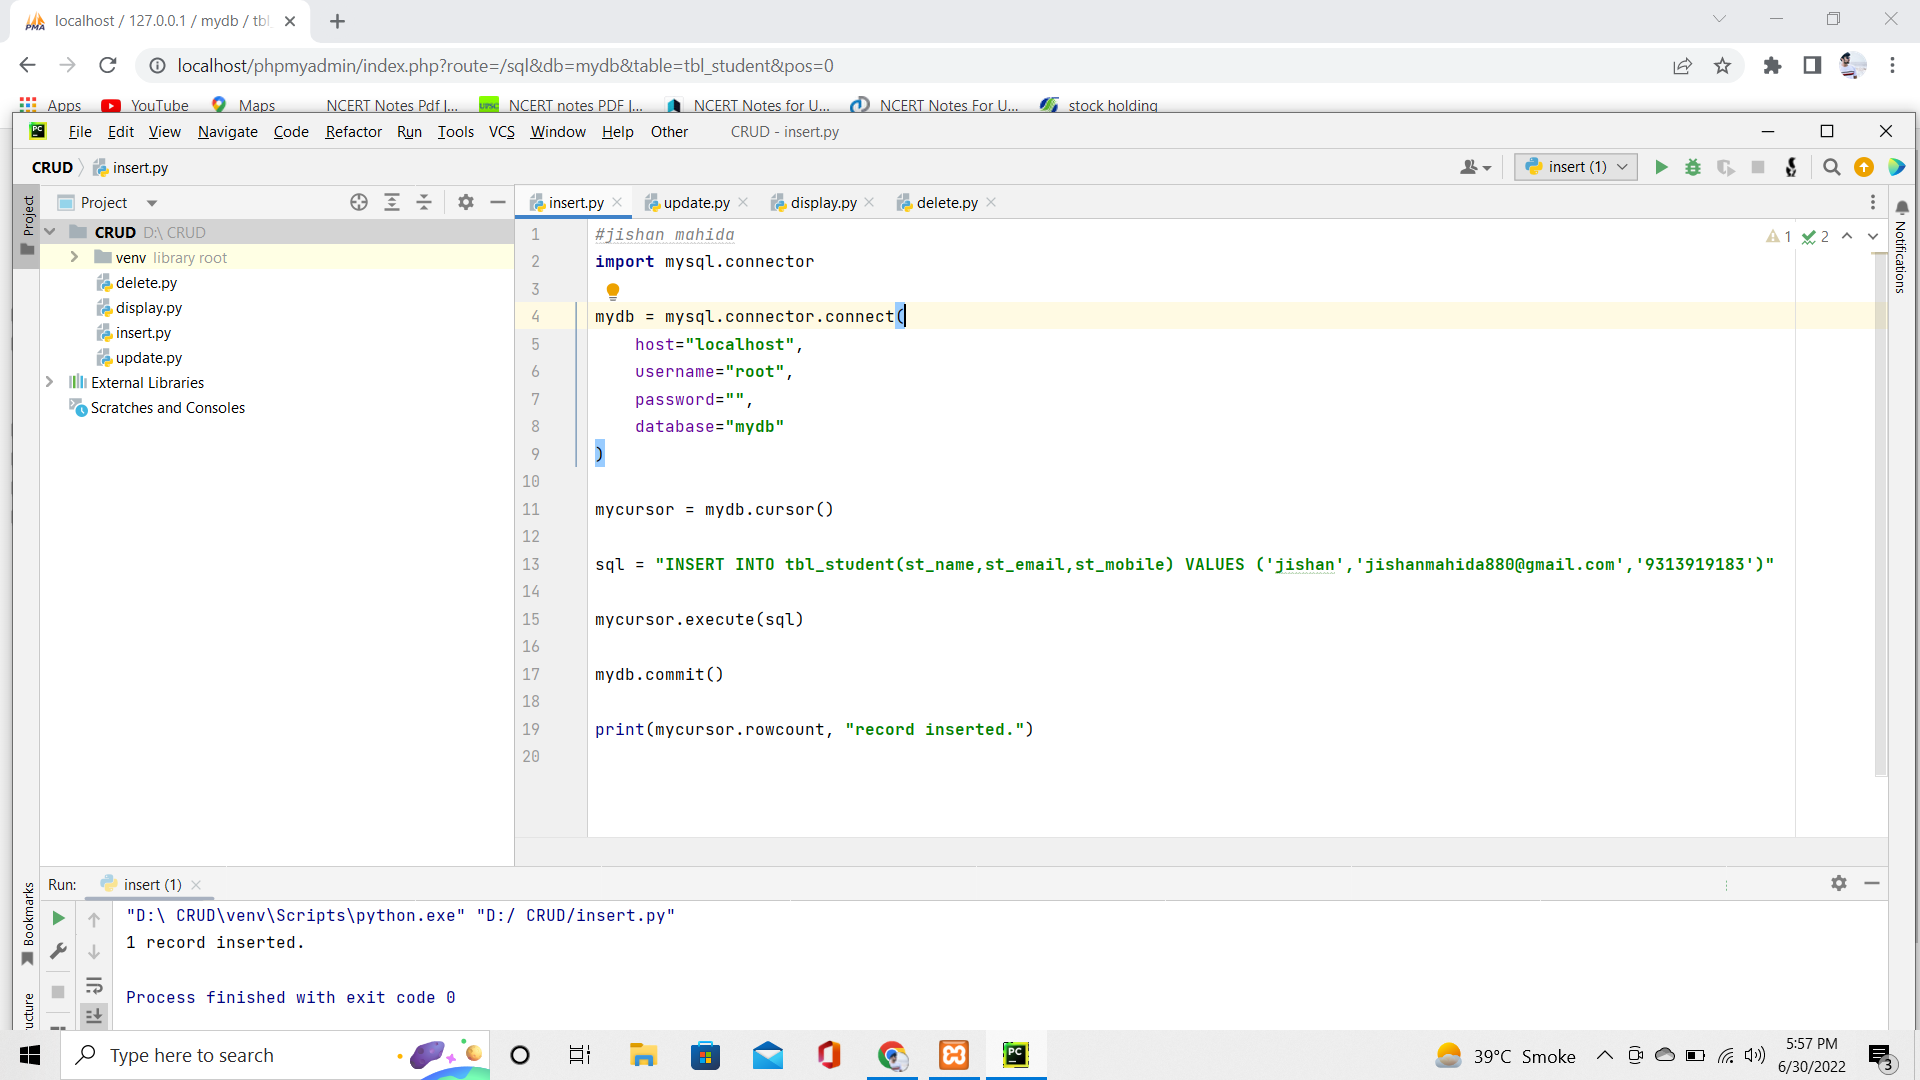 localhost / 127.0.0.1 / mydb / tbl
localhost/phpmyadmin/index.php?route=/sql&db=mydb&table=tbl_student&pos=0
Apps YouTube Maps NCERT Notes Pdf |... NCERT notes PDF |... NCERT Notes for U... NCERT Notes For U... stock holding
File Edit View Navigate Code Refactor Run Tools VCS Window Help Other CRUD - insert.py
CRUD insert.py insert (1)
Project
Project
insert.py update.py display.py delete.py
CRUD D:\ CRUD
venv library root
delete.py
display.py
insert.py
update.py
External Libraries
Scratches and Consoles
1 #jishan mahida
1 2
2 import mysql.connector
3
4 mydb = mysql.connector.connect(
5 host="localhost",
6 username="root",
7 password="",
8 database="mydb"
9 )
10
11 mycursor = mydb.cursor()
12
13 sql = "INSERT INTO tbl_student(st_name,st_email,st_mobile) VALUES ('jishan','jishanmahida880@gmail.com','9313919183')"
14
15 mycursor.execute(sql)
16
17 mydb.commit()
18
19 print(mycursor.rowcount, "record inserted.")
20
Notifications
Run: insert (1)
"D:\ CRUD\venv\Scripts\python.exe" "D:/ CRUD/insert.py"
1 record inserted.
Process finished with exit code 0
Bookmarks
ucture
Type here to search
39°C Smoke
5:57 PM
6/30/2022
3